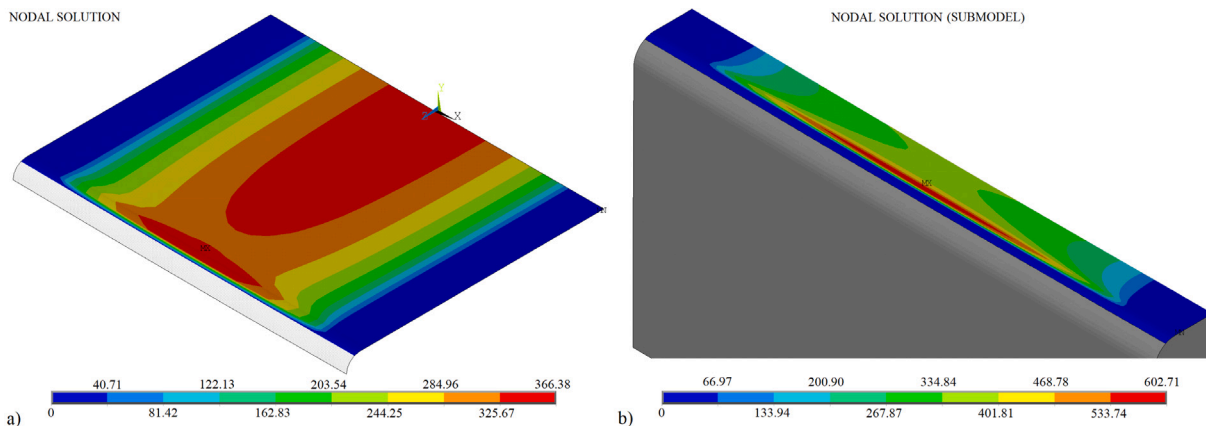 NODAL SOLUTION
NODAL SOLUTION (SUBMODEL)
Y
Z X
MX
MX
40.71 122.13 203.54 284.96 366.38
0 81.42 162.83 244.25 325.67
a)
66.97 200.90 334.84 468.78 602.71
0 133.94 267.87 401.81 533.74
b)